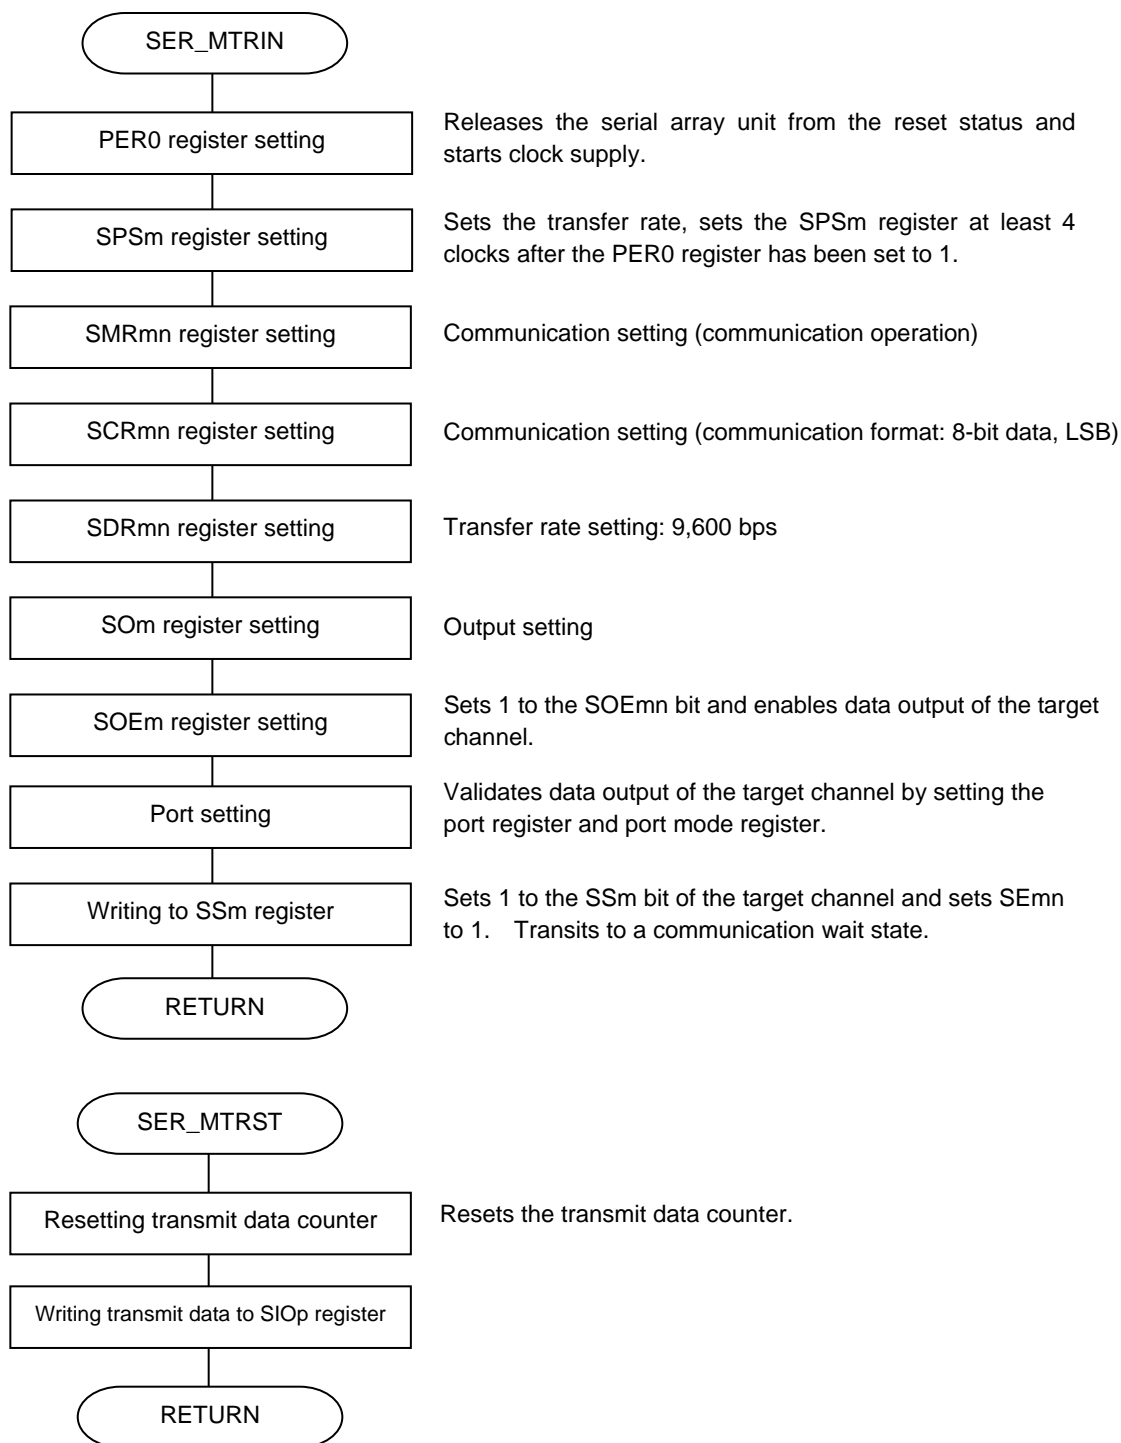 SER_MTRIN
PER0 register setting
Releases the serial array unit from the reset status and
starts clock supply.
SPSm register setting
Sets the transfer rate, sets the SPSm register at least 4
clocks after the PER0 register has been set to 1.
SMRmn register setting
Communication setting (communication operation)
SCRmn register setting
Communication setting (communication format: 8-bit data, LSB)
SDRmn register setting
Transfer rate setting: 9,600 bps
SOm register setting
Output setting
SOEm register setting
Sets 1 to the SOEmn bit and enables data output of the target
channel.
Port setting
Validates data output of the target channel by setting the
port register and port mode register.
Writing to SSm register
Sets 1 to the SSm bit of the target channel and sets SEmn
to 1. Transits to a communication wait state.
RETURN
SER_MTRST
Resetting transmit data counter
Resets the transmit data counter.
Writing transmit data to SIOp register
RETURN